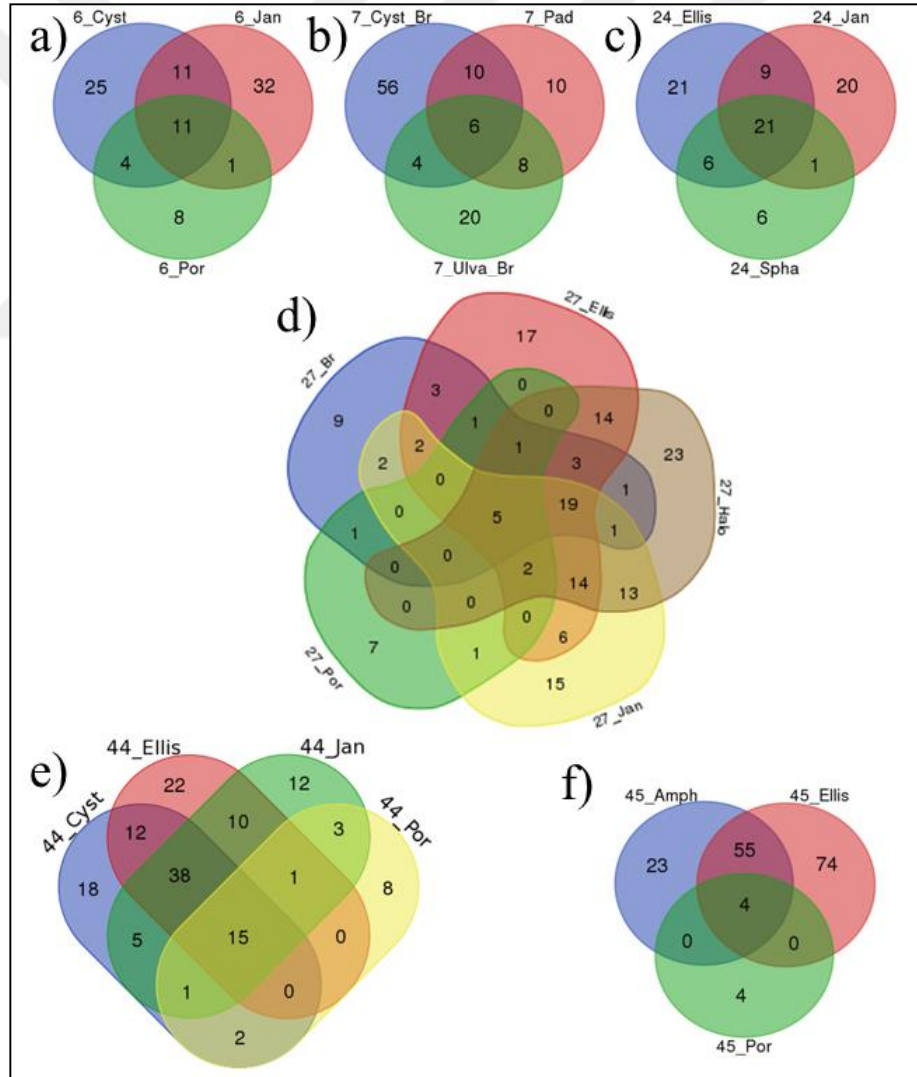 a)
6_Cyst 6_Jan
25 11 32
11
4 1
8
6_Por
b)
7_Cyst_Br 7_Pad
56 10 10
6
4 8
20
7_Ulva_Br
c)
24_Ellis 24_Jan
21 9 20
21
6 1
6
24_Spha
d)
27_Ellis
27_Br
27_Halo
27_Por
27_Jan
17
0
3 0 14
9 1 1 3 23
2 2 1
0 19
0 5 1
1 0
0 2 14 13
0 0 0
7 1 6
15
e)
44_Ellis 44_Jan
44_Cyst 44_Por
22 12
12 10 3
18 38 1 8
5 15 0
1 0
2
f)
45_Amph 45_Ellis
23 55 74
4
0 0
4
45_Por